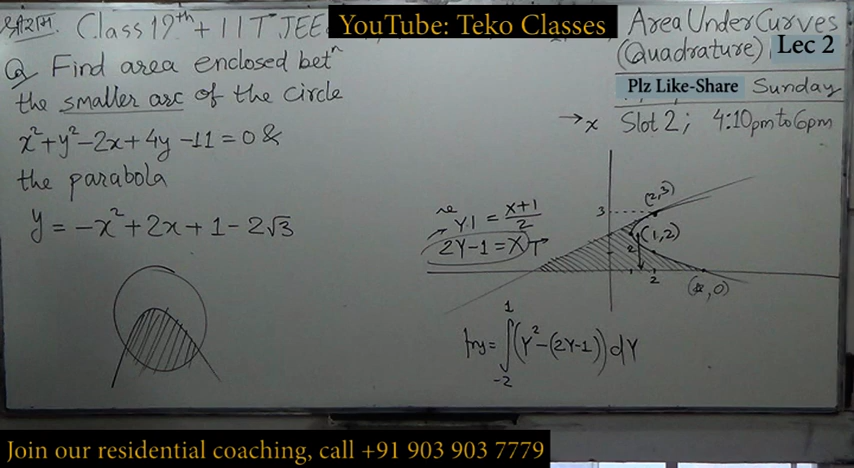 Class 12th + IIT JEE
YouTube: Teko Classes
Area Under Curves
(Quadrature) Lec 2
Plz Like-Share Sunday
Slot 2; 4:10pm to 6pm
Q Find area enclosed betⁿ
the smaller arc of the circle
x²+y²-2x+4y-11=0 &
the parabola
y = -x²+2x+1-2√3
→x
(2,3)
3
Y1 = x+1/2
2Y-1=X
(1,2)
2
2
,0)
1
∫(Y²-(2Y-1))dY
-2
Join our residential coaching, call +91 903 903 7779